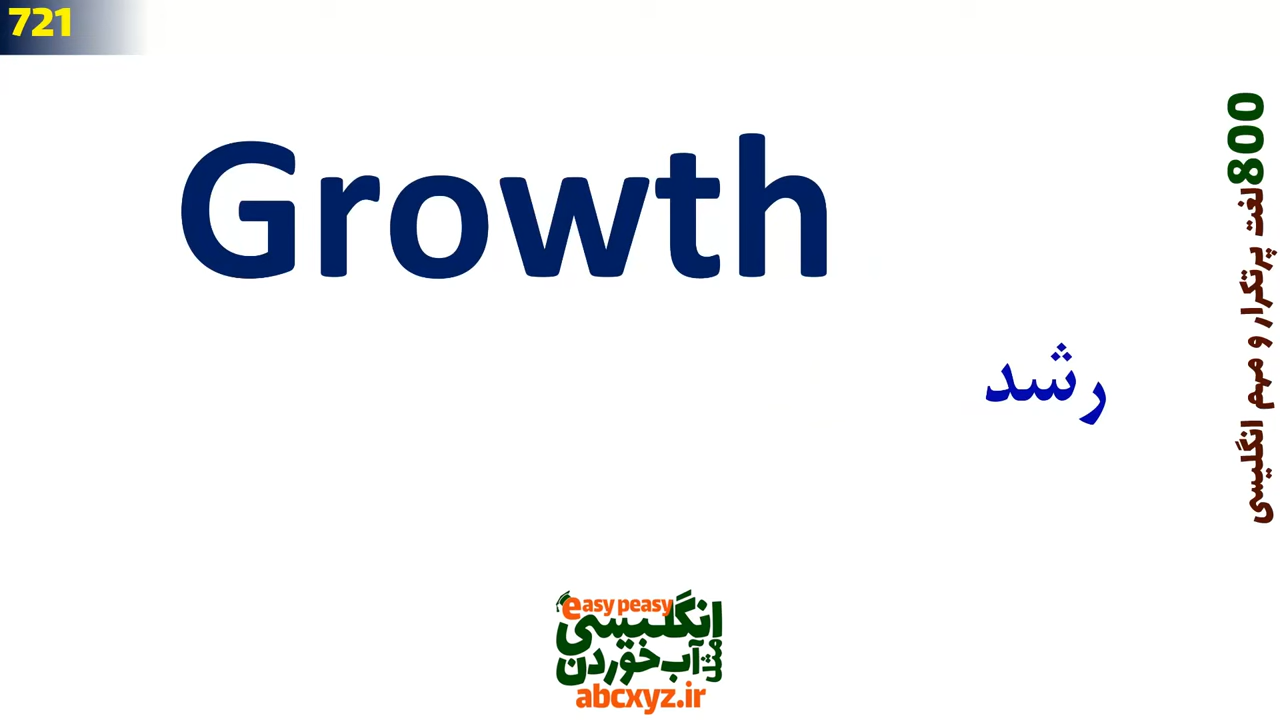 721
Growth
رشد
800 لغت پرتکرار و مهم انگلیسی
easy peasy
انگلیسی
مثل آب خوردن
abcxyz.ir